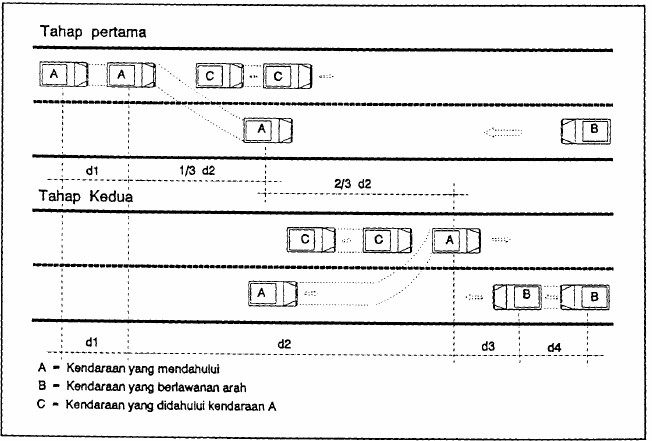 Tahap pertama
A A C C
A B
d1 1/3 d2
2/3 d2
Tahap Kedua
C C A
A B B
d1 d2 d3 d4
A = Kendaraan yang mendahului
B = Kendaraan yang berlawanan arah
C = Kendaraan yang didahului kendaraan A